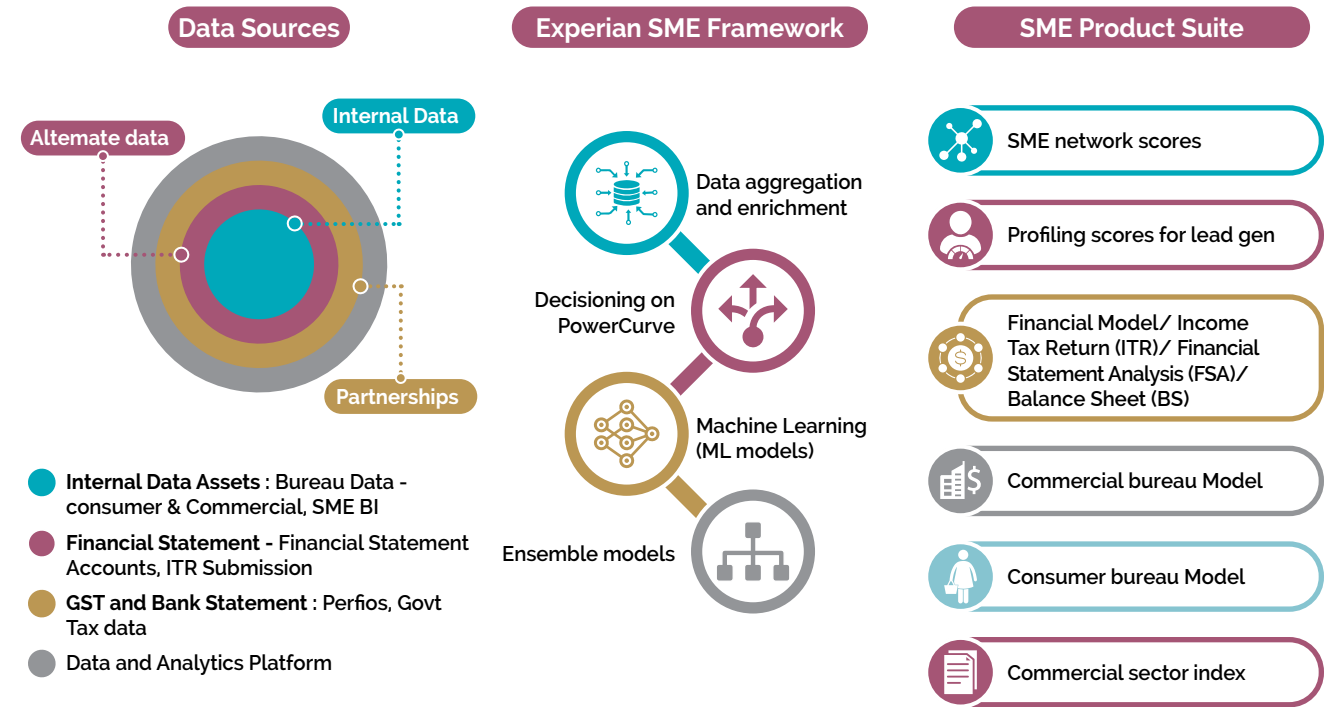 Data Sources
Internal Data
Altemate data
Partnerships
Internal Data Assets : Bureau Data -
consumer & Commercial, SME BI
Financial Statement - Financial Statement
Accounts, ITR Submission
GST and Bank Statement : Perfios, Govt
Tax data
Data and Analytics Platform
Experian SME Framework
Data aggregation
and enrichment
Decisioning on
PowerCurve
Machine Learning
(ML models)
Ensemble models
SME Product Suite
SME network scores
Profiling scores for lead gen
$
Financial Model/ Income
Tax Return (ITR)/ Financial
Statement Analysis (FSA)/
Balance Sheet (BS)
$
Commercial bureau Model
Consumer bureau Model
Commercial sector index